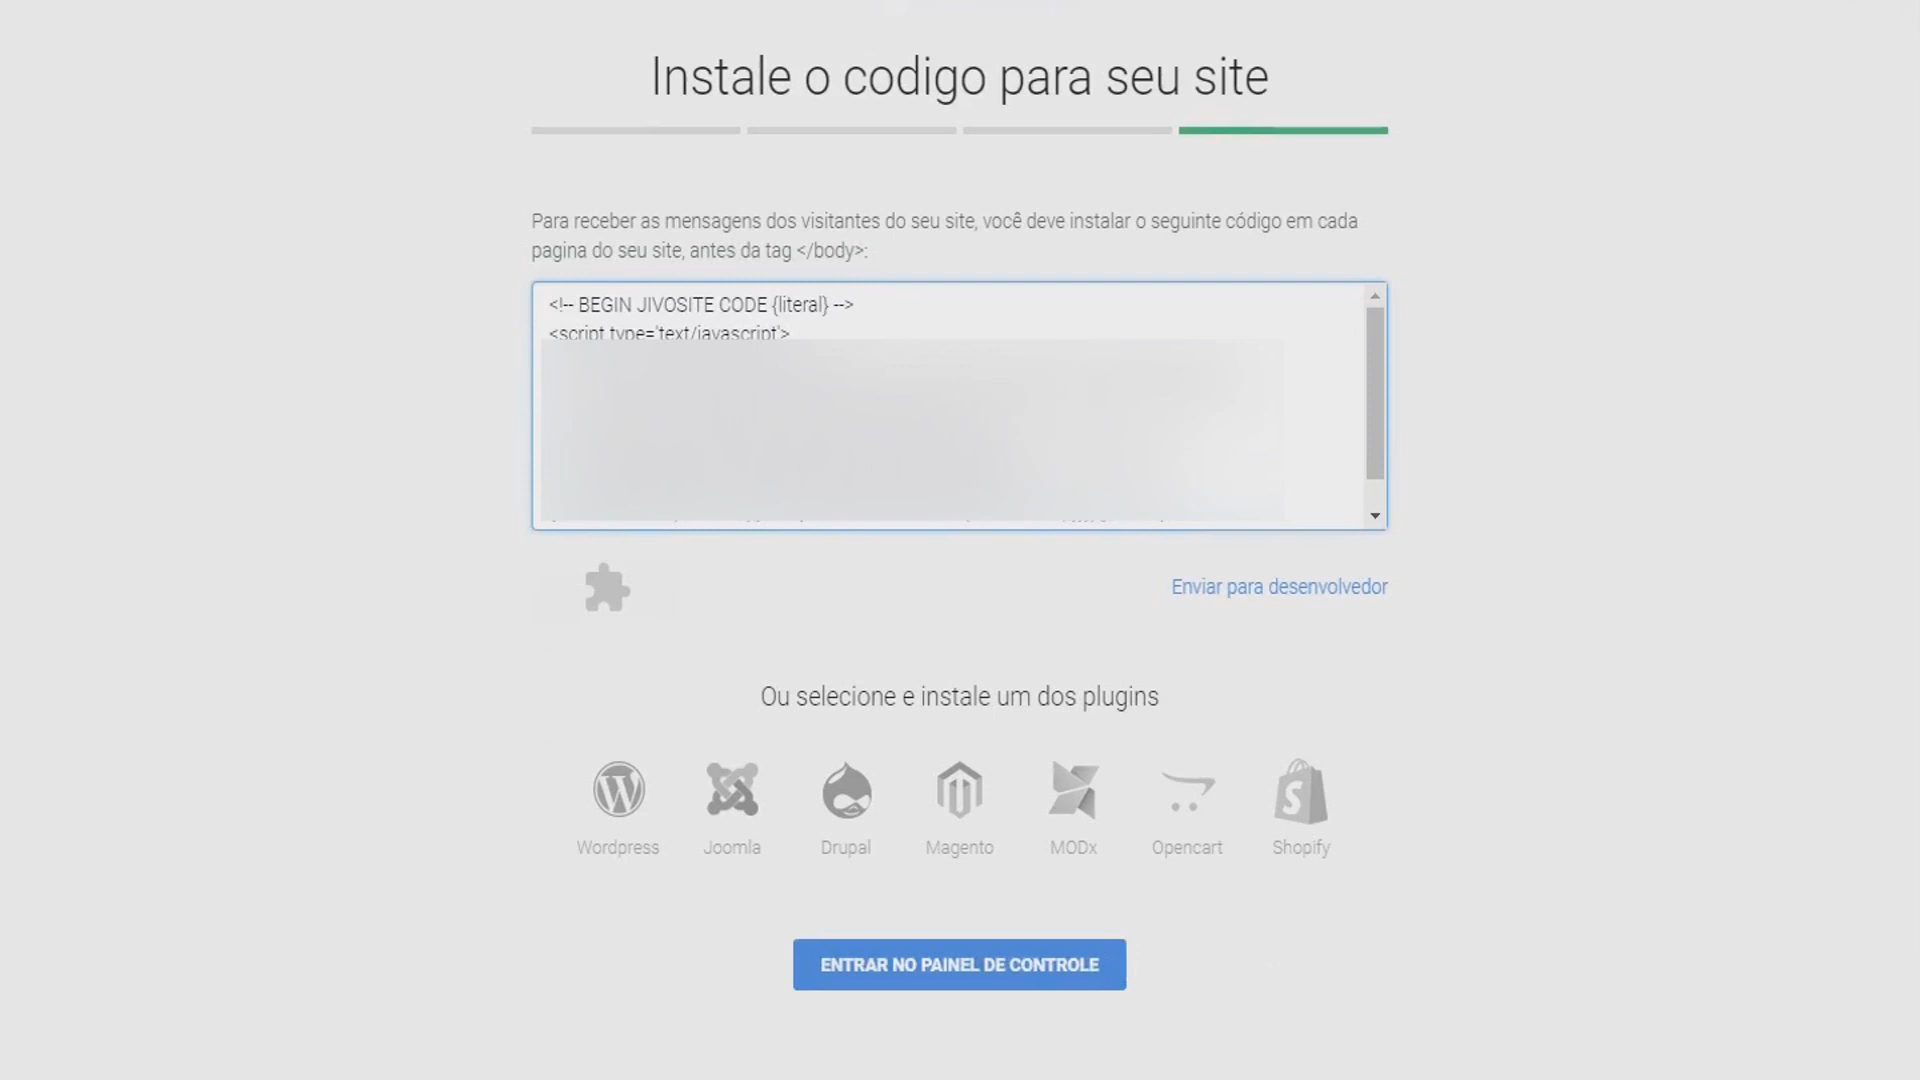 Instale o codigo para seu site
Para receber as mensagens dos visitantes do seu site, você deve instalar o seguinte código em cada
pagina do seu site, antes da tag </body>:
<!-- BEGIN JIVOSITE CODE {literal} -->
<script type='text/javascript'>
Enviar para desenvolvedor
Ou selecione e instale um dos plugins
Wordpress
Joomla
Drupal
Magento
MODx
Opencart
Shopify
ENTRAR NO PAINEL DE CONTROLE